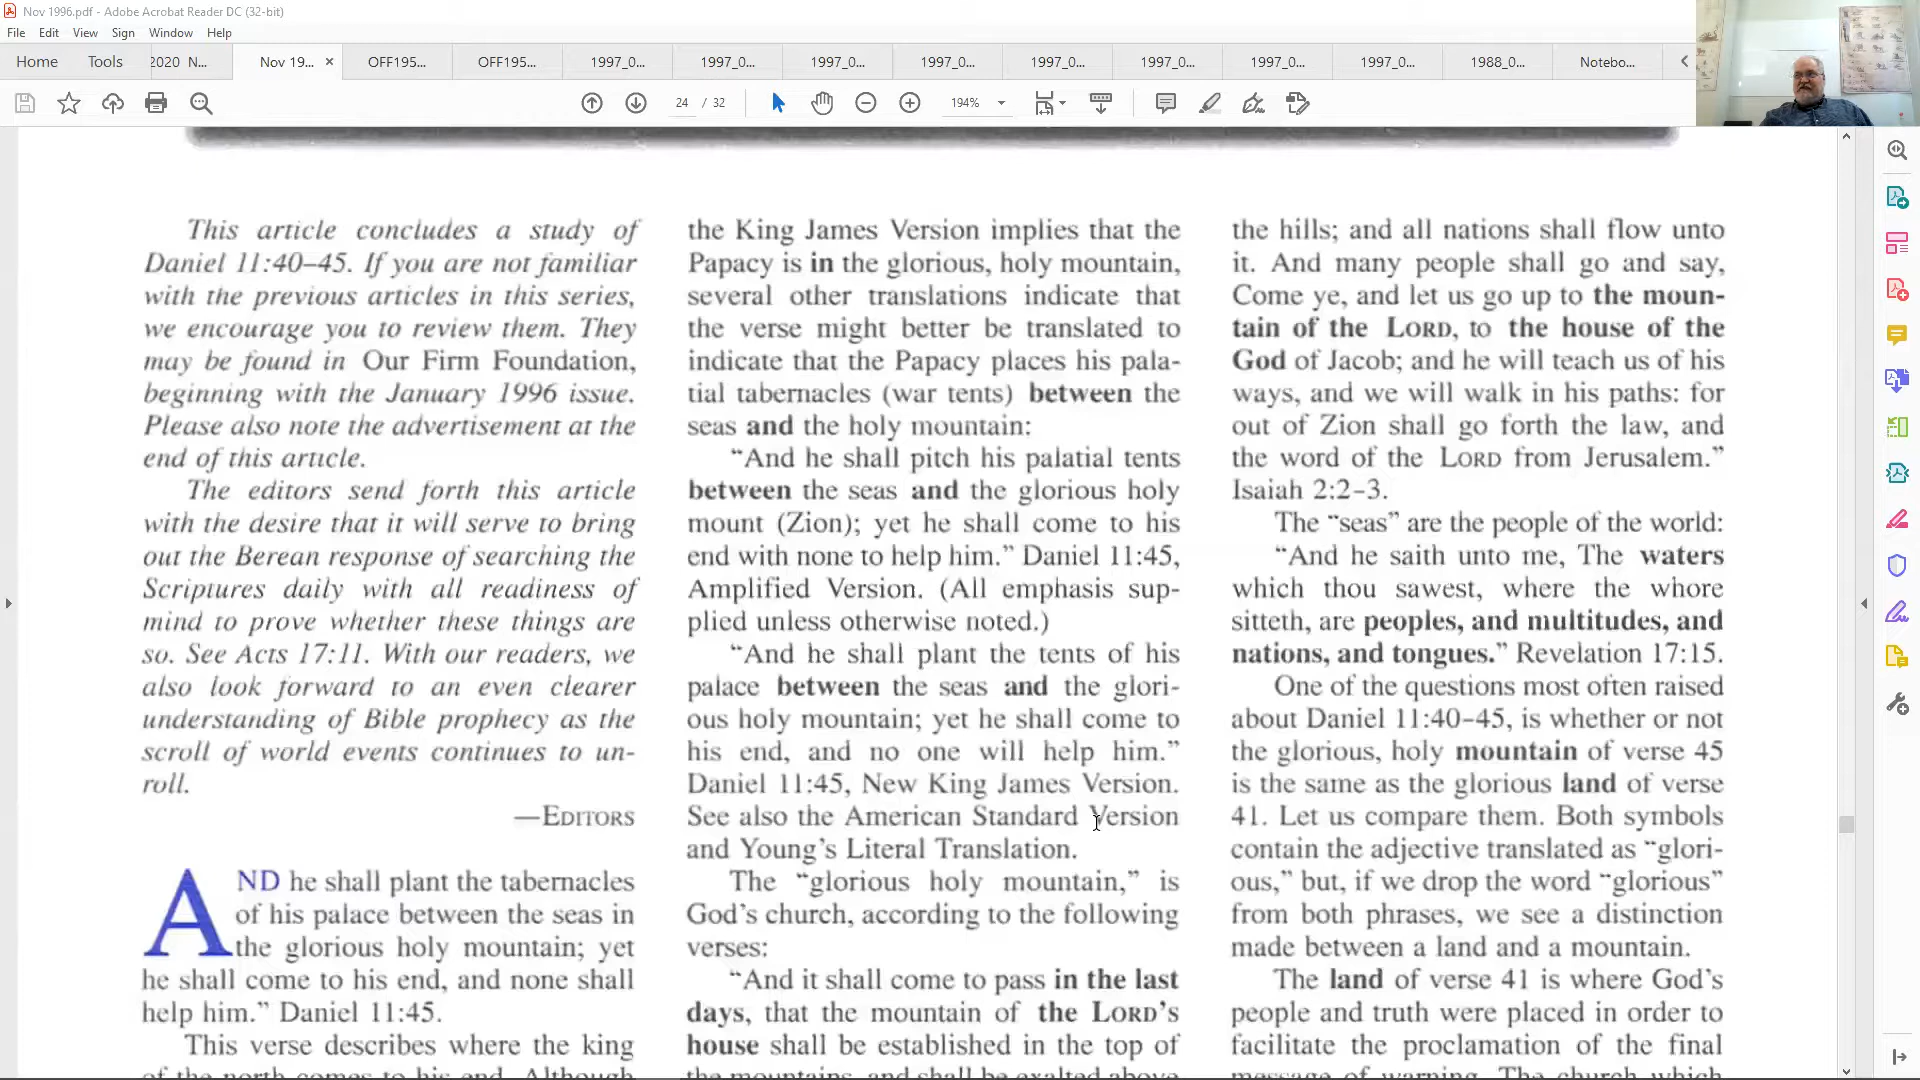 Nov 1996.pdf - Adobe Acrobat Reader DC (32-bit)
File Edit View Sign Window Help
Home Tools 2020 N... Nov 19... × OFF195... OFF195... 1997_0... 1997_0... 1997_0... 1997_0... 1997_0... 1997_0... 1997_0... 1997_0... 1988_0... Notebo...
24 / 32 194%
This article concludes a study of
Daniel 11:40–45. If you are not familiar
with the previous articles in this series,
we encourage you to review them. They
may be found in Our Firm Foundation,
beginning with the January 1996 issue.
Please also note the advertisement at the
end of this article.
The editors send forth this article
with the desire that it will serve to bring
out the Berean response of searching the
Scriptures daily with all readiness of
mind to prove whether these things are
so. See Acts 17:11. With our readers, we
also look forward to an even clearer
understanding of Bible prophecy as the
scroll of world events continues to un-
roll.
—EDITORS
AND he shall plant the tabernacles
of his palace between the seas in
the glorious holy mountain; yet
he shall come to his end, and none shall
help him.” Daniel 11:45.
This verse describes where the king
of the north comes to his end. Although
the King James Version implies that the
Papacy is in the glorious, holy mountain,
several other translations indicate that
the verse might better be translated to
indicate that the Papacy places his pala-
tial tabernacles (war tents) between the
seas and the holy mountain:
“And he shall pitch his palatial tents
between the seas and the glorious holy
mount (Zion); yet he shall come to his
end with none to help him.” Daniel 11:45,
Amplified Version. (All emphasis sup-
plied unless otherwise noted.)
“And he shall plant the tents of his
palace between the seas and the glori-
ous holy mountain; yet he shall come to
his end, and no one will help him.”
Daniel 11:45, New King James Version.
See also the American Standard Version
and Young’s Literal Translation.
The “glorious holy mountain,” is
God’s church, according to the following
verses:
“And it shall come to pass in the last
days, that the mountain of the LORD’S
house shall be established in the top of
the mountains, and shall be exalted above
the hills; and all nations shall flow unto
it. And many people shall go and say,
Come ye, and let us go up to the moun-
tain of the LORD, to the house of the
God of Jacob; and he will teach us of his
ways, and we will walk in his paths: for
out of Zion shall go forth the law, and
the word of the LORD from Jerusalem.”
Isaiah 2:2–3.
The “seas” are the people of the world:
“And he saith unto me, The waters
which thou sawest, where the whore
sitteth, are peoples, and multitudes, and
nations, and tongues.” Revelation 17:15.
One of the questions most often raised
about Daniel 11:40–45, is whether or not
the glorious, holy mountain of verse 45
is the same as the glorious land of verse
41. Let us compare them. Both symbols
contain the adjective translated as “glori-
ous,” but, if we drop the word “glorious”
from both phrases, we see a distinction
made between a land and a mountain.
The land of verse 41 is where God’s
people and truth were placed in order to
facilitate the proclamation of the final
message of warning. The church which